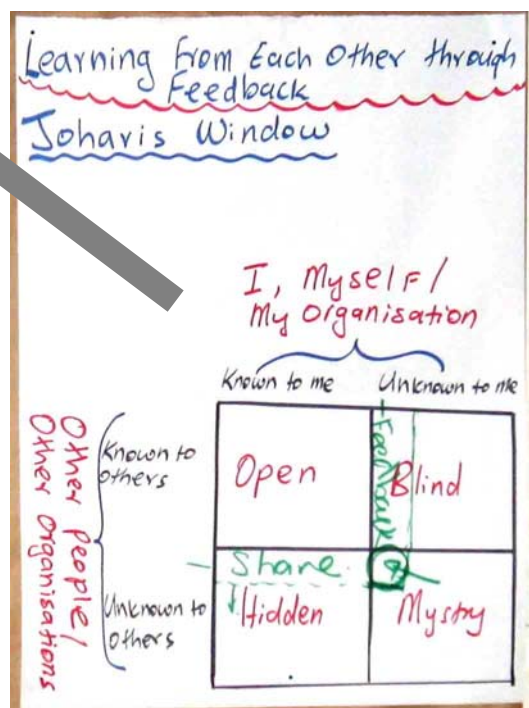 Learning From Each Other through
Feedback
Joharis Window
I, Myself/
My Organisation
Known to me
Unknown to me
Other people/
Other Organisations
Known to
others
Open
Feedback
Blind
Share
Unknown to
others
Hidden
Mystry